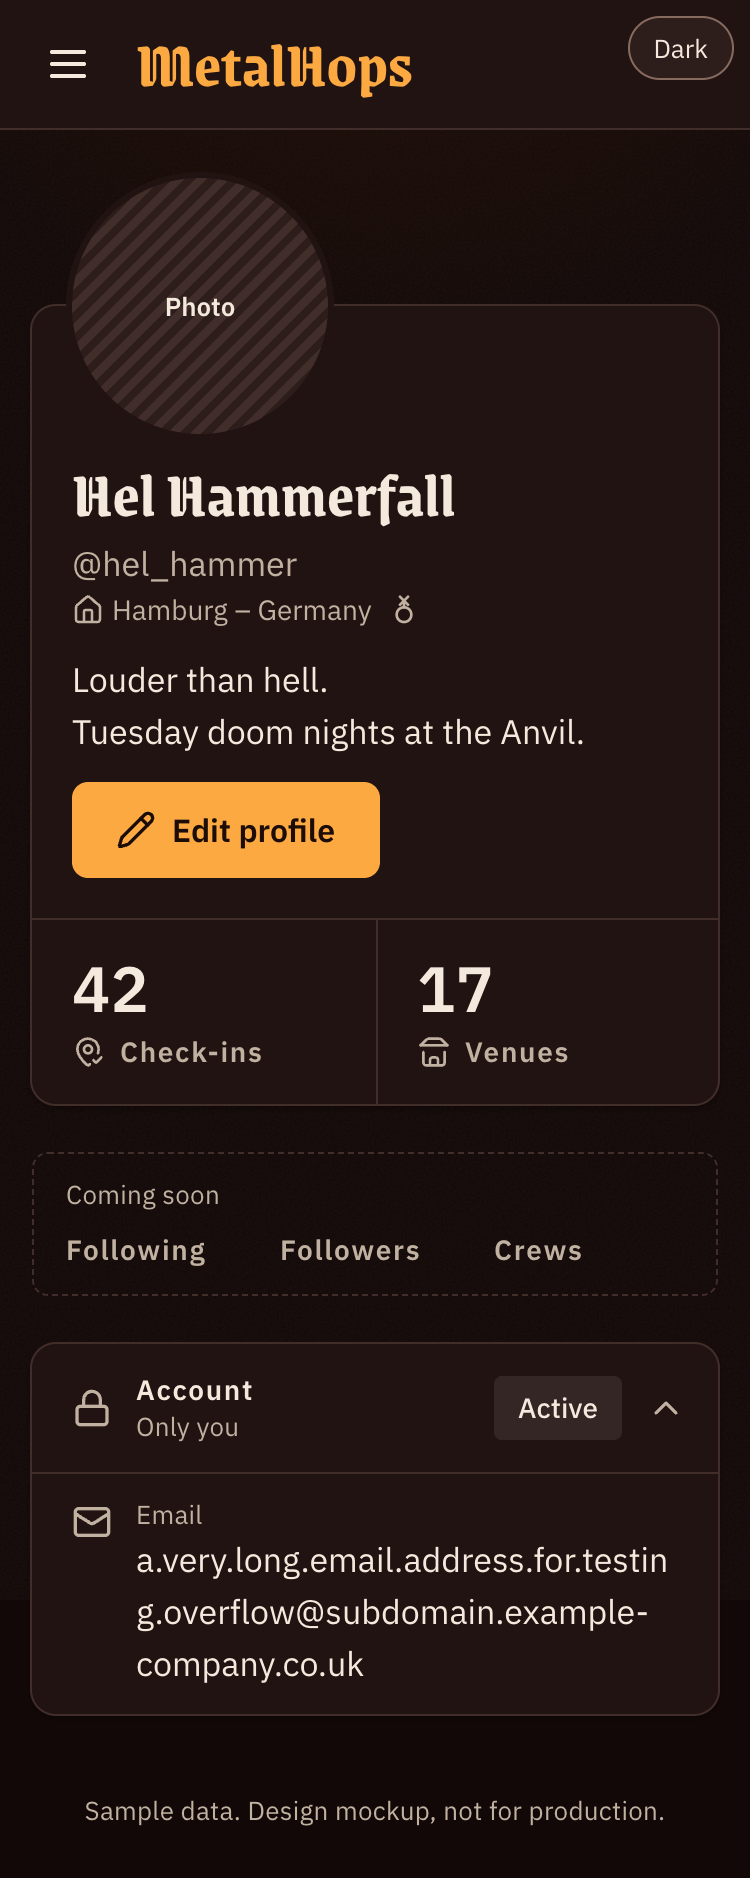 MetalHops
Dark
Photo
Hel Hammerfall
@hel_hammer
Hamburg – Germany
Louder than hell.
Tuesday doom nights at the Anvil.
Edit profile
42
Check-ins
17
Venues
Coming soon
Following Followers Crews
Account
Only you
Active
Email
a.very.long.email.address.for.testin
g.overflow@subdomain.example-
company.co.uk
Sample data. Design mockup, not for production.